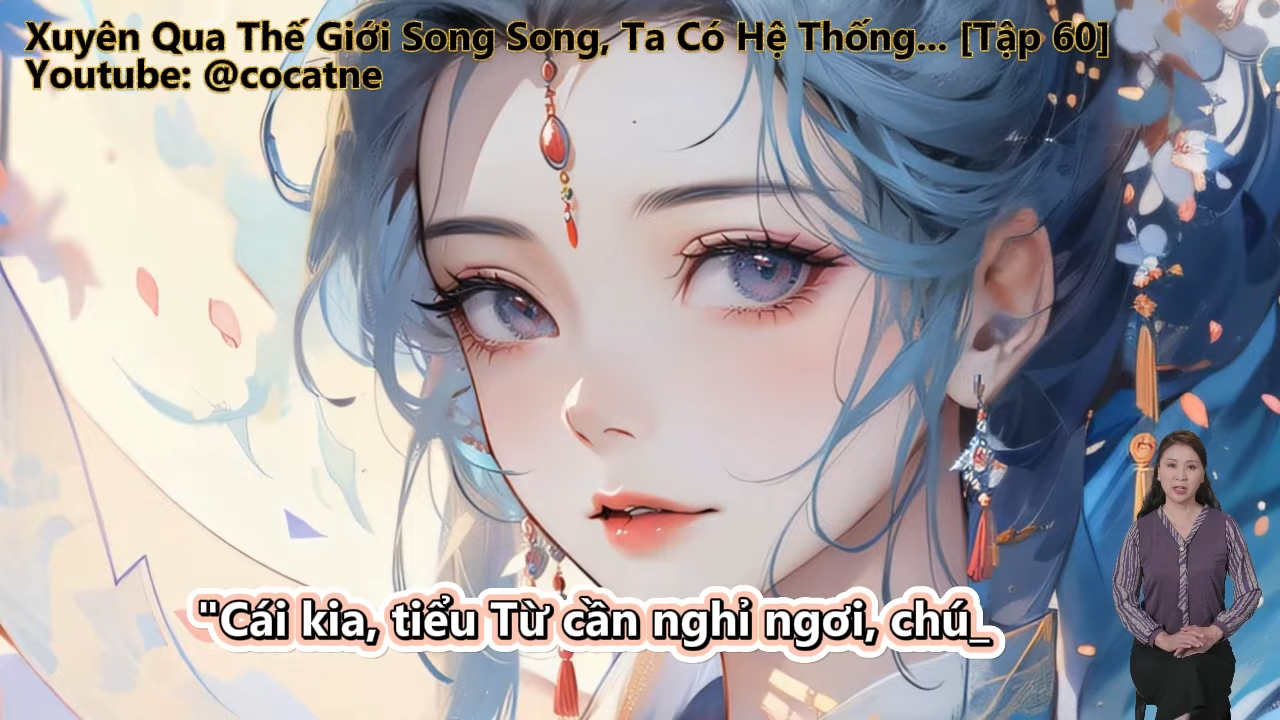 Xuyên Qua Thế Giới Song Song, Ta Có Hệ Thống... [Tập 60]
Youtube: @cocatne
"Cái kia, tiểu Từ cần nghỉ ngơi, chú_